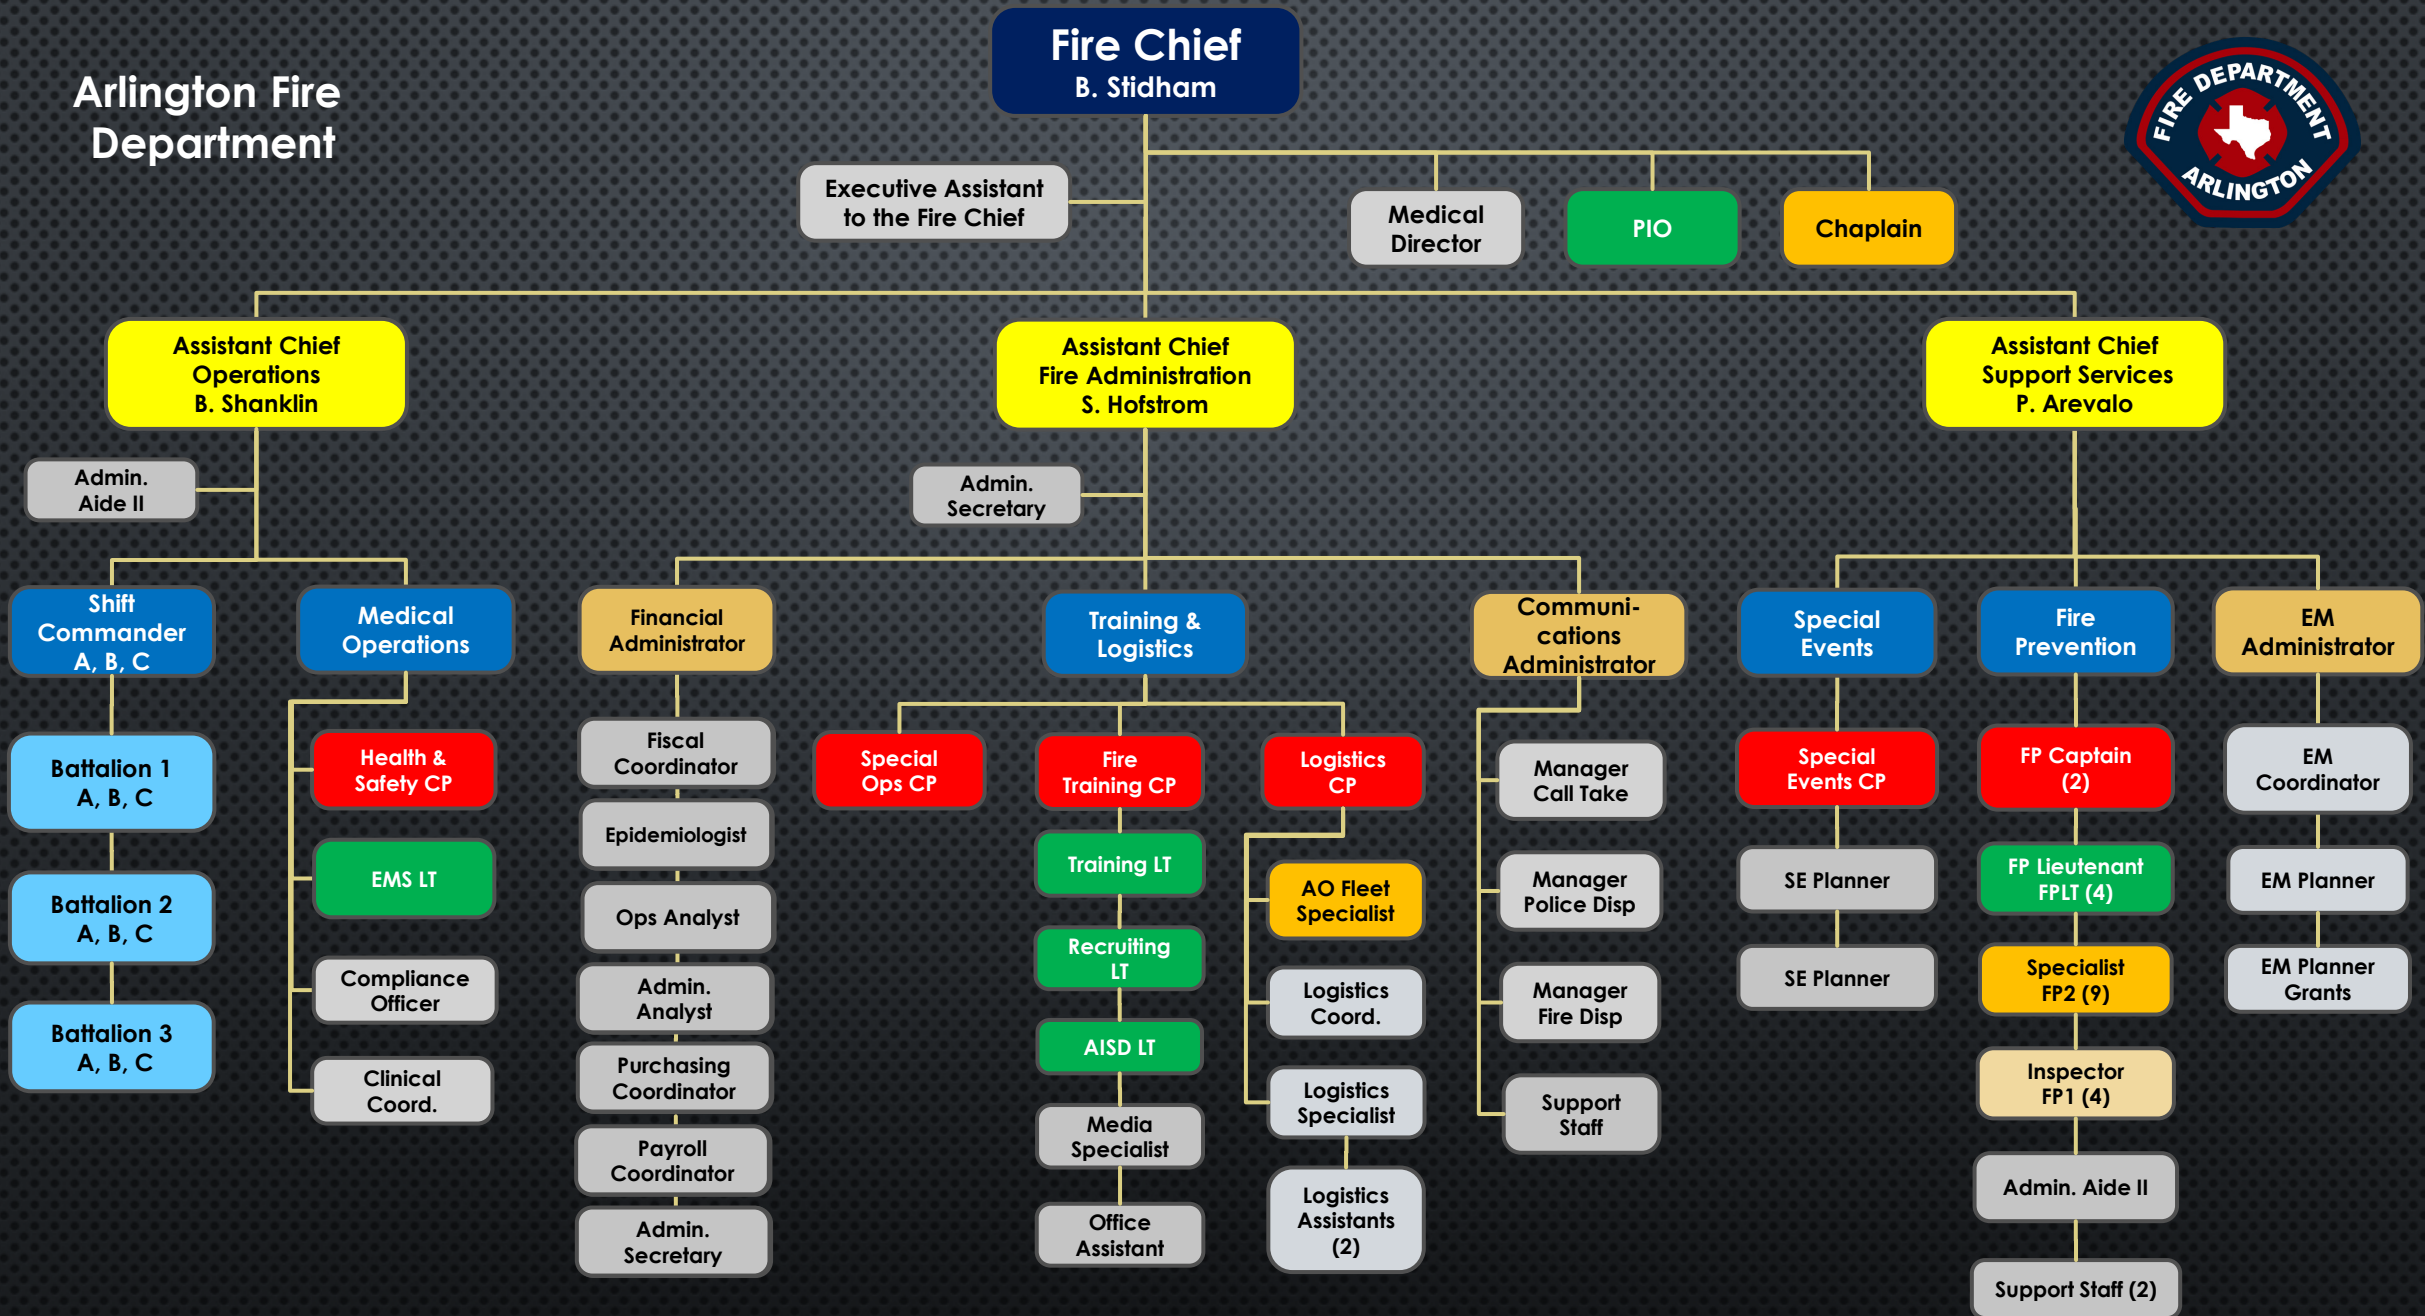 Arlington Fire
Department
Fire Chief
B. Stidham
FIRE DEPARTMENT
ARLINGTON
Executive Assistant
to the Fire Chief
Medical
Director
PIO
Chaplain
Assistant Chief
Operations
B. Shanklin
Assistant Chief
Fire Administration
S. Hofstrom
Assistant Chief
Support Services
P. Arevalo
Admin.
Aide II
Admin.
Secretary
Shift
Commander
A, B, C
Medical
Operations
Financial
Administrator
Training &
Logistics
Communi-
cations
Administrator
Special
Events
Fire
Prevention
EM
Administrator
Battalion 1
A, B, C
Battalion 2
A, B, C
Battalion 3
A, B, C
Health &
Safety CP
EMS LT
Compliance
Officer
Clinical
Coord.
Fiscal
Coordinator
Epidemiologist
Ops Analyst
Admin.
Analyst
Purchasing
Coordinator
Payroll
Coordinator
Admin.
Secretary
Special
Ops CP
Fire
Training CP
Training LT
Recruiting
LT
AISD LT
Media
Specialist
Office
Assistant
Logistics
CP
AO Fleet
Specialist
Logistics
Coord.
Logistics
Specialist
Logistics
Assistants
(2)
Manager
Call Take
Manager
Police Disp
Manager
Fire Disp
Support
Staff
Special
Events CP
SE Planner
SE Planner
FP Captain
(2)
FP Lieutenant
FPLT (4)
Specialist
FP2 (9)
Inspector
FP1 (4)
Admin. Aide II
Support Staff (2)
EM
Coordinator
EM Planner
EM Planner
Grants